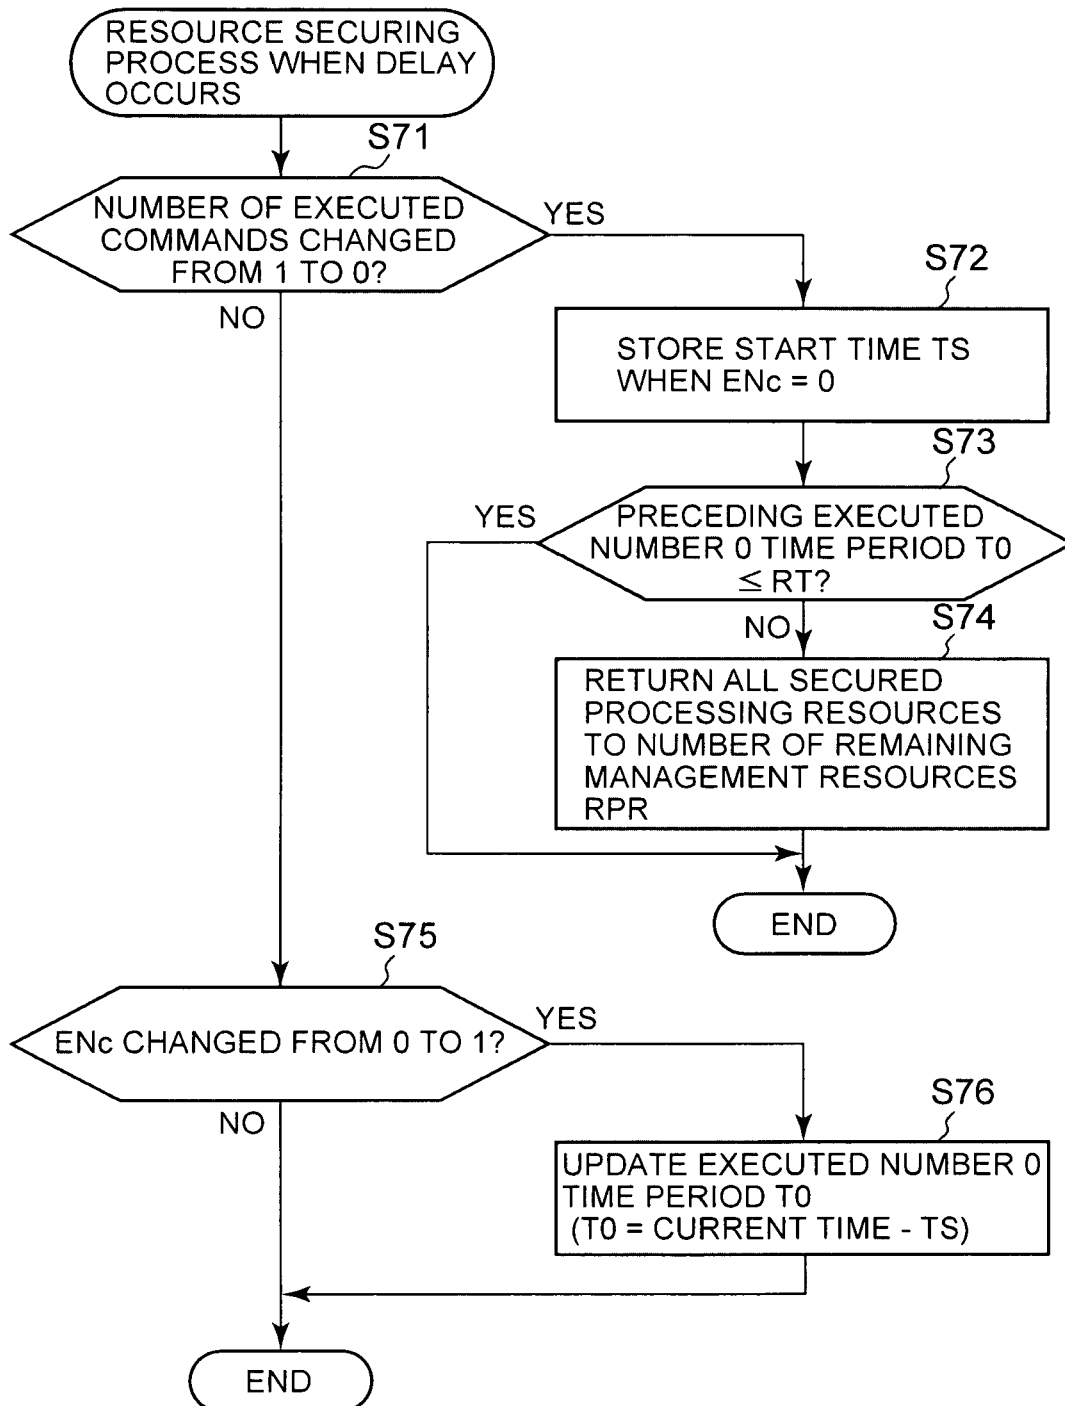 RESOURCE SECURING
PROCESS WHEN DELAY
OCCURS
S71
NUMBER OF EXECUTED
COMMANDS CHANGED
FROM 1 TO 0?
YES
NO
S72
STORE START TIME TS
WHEN ENc = 0
S73
PRECEDING EXECUTED
NUMBER 0 TIME PERIOD T0
≦ RT?
YES
NO
S74
RETURN ALL SECURED
PROCESSING RESOURCES
TO NUMBER OF REMAINING
MANAGEMENT RESOURCES
RPR
END
S75
ENc CHANGED FROM 0 TO 1?
YES
NO
S76
UPDATE EXECUTED NUMBER 0
TIME PERIOD T0
(T0 = CURRENT TIME - TS)
END